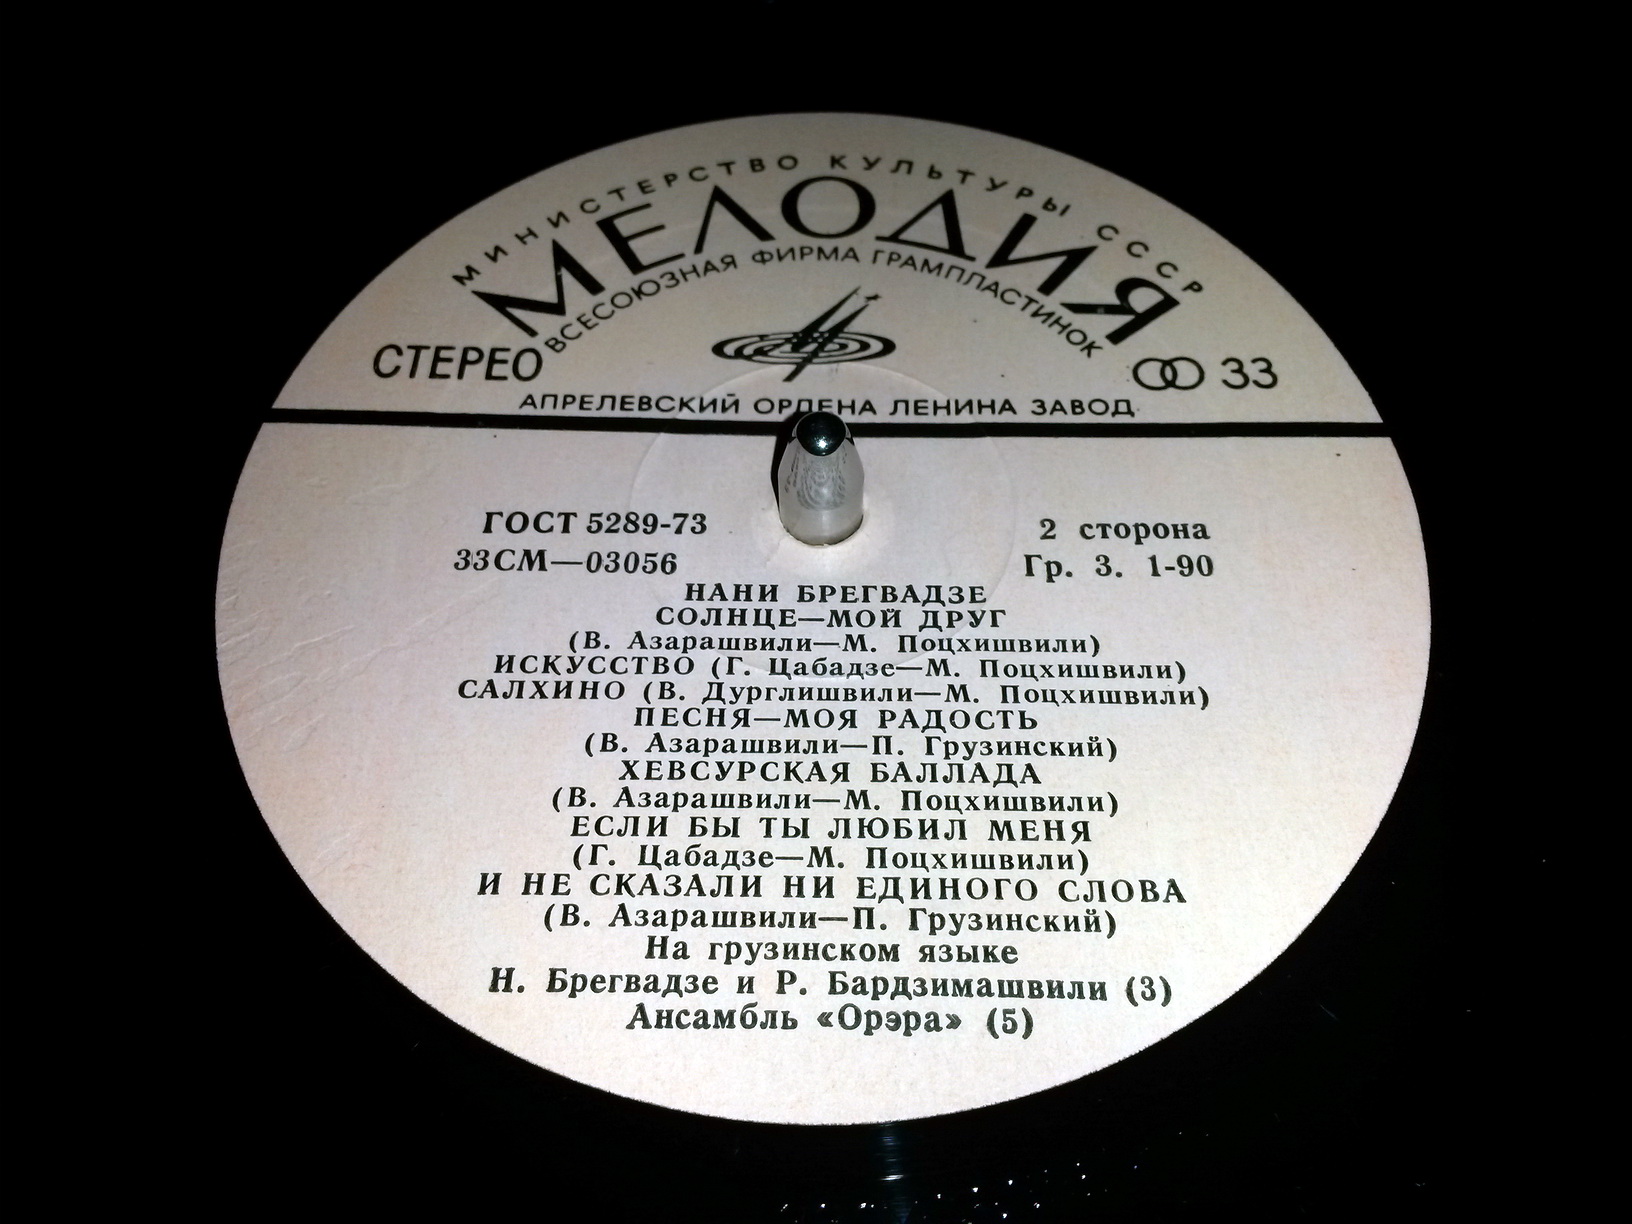 МИНИСТЕРСТВО КУЛЬТУРЫ СССР
МЕЛОДИЯ
ВСЕСОЮЗНАЯ ФИРМА ГРАМПЛАСТИНОК
СТЕРЕО
33
АПРЕЛЕВСКИЙ ОРДЕНА ЛЕНИНА ЗАВОД
ГОСТ 5289-73
2 сторона
33СМ—03056
Гр. 3. 1-90
НАНИ БРЕГВАДЗЕ
СОЛНЦЕ—МОЙ ДРУГ
(В. Азарашвили—М. Поцхишвили)
ИСКУССТВО (Г. Цабадзе—М. Поцхишвили)
САЛХИНО (В. Дурглишвили—М. Поцхишвили)
ПЕСНЯ—МОЯ РАДОСТЬ
(В. Азарашвили—П. Грузинский)
ХЕВСУРСКАЯ БАЛЛАДА
(В. Азарашвили—М. Поцхишвили)
ЕСЛИ БЫ ТЫ ЛЮБИЛ МЕНЯ
(Г. Цабадзе—М. Поцхишвили)
И НЕ СКАЗАЛИ НИ ЕДИНОГО СЛОВА
(В. Азарашвили—П. Грузинский)
На грузинском языке
Н. Брегвадзе и Р. Бардзимашвили (3)
Ансамбль «Орэра» (5)